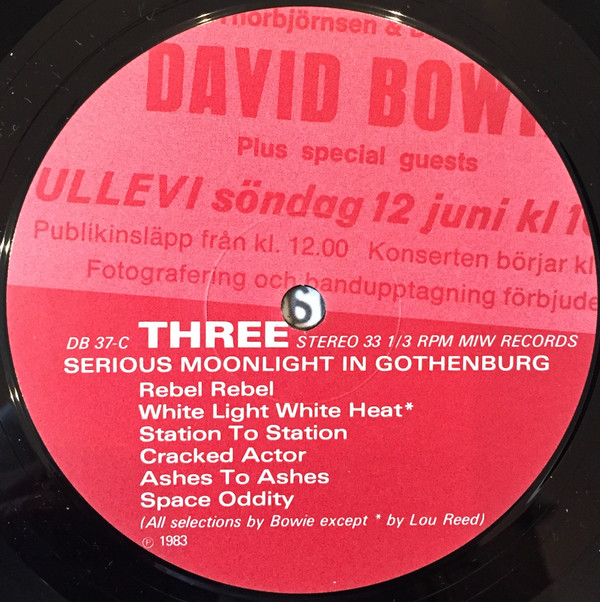 & 
DAVID
Plus special guests
ULLEVI söndag 12 juni kl
Publikinsläpp från kl. 12.00 Konserten börjar kl
Fotografering och bandupptagning
6
DB 37-C THREE STEREO 33 1/3 RPM MIW RECORDS
SERIOUS MOONLIGHT IN GOTHENBURG
Rebel Rebel
White Light White Heat*
Station To Station
Cracked Actor
Ashes To Ashes
Space Oddity
(All selections by Bowie except * by Lou Reed)
℗ 1983